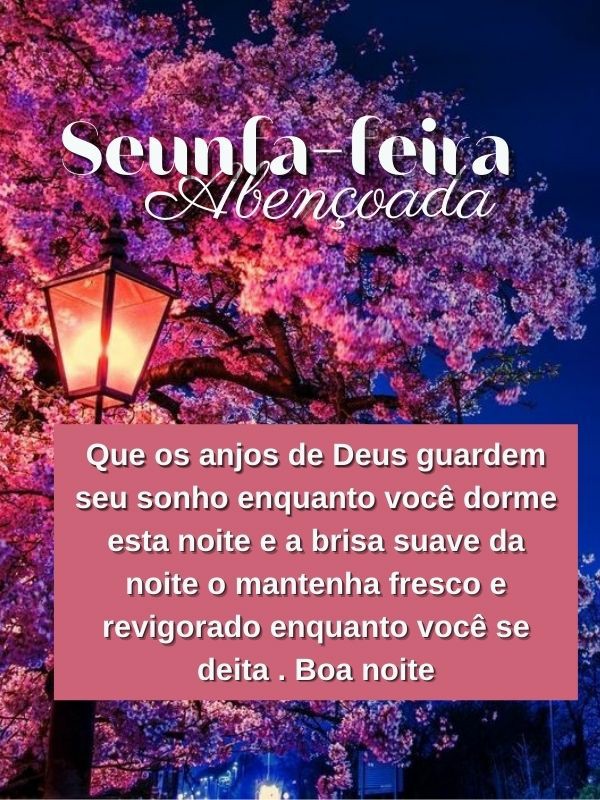 Seunfa-feira
Abençoada
Que os anjos de Deus guardem
seu sonho enquanto você dorme
esta noite e a brisa suave da
noite o mantenha fresco e
revigorado enquanto você se
deita . Boa noite